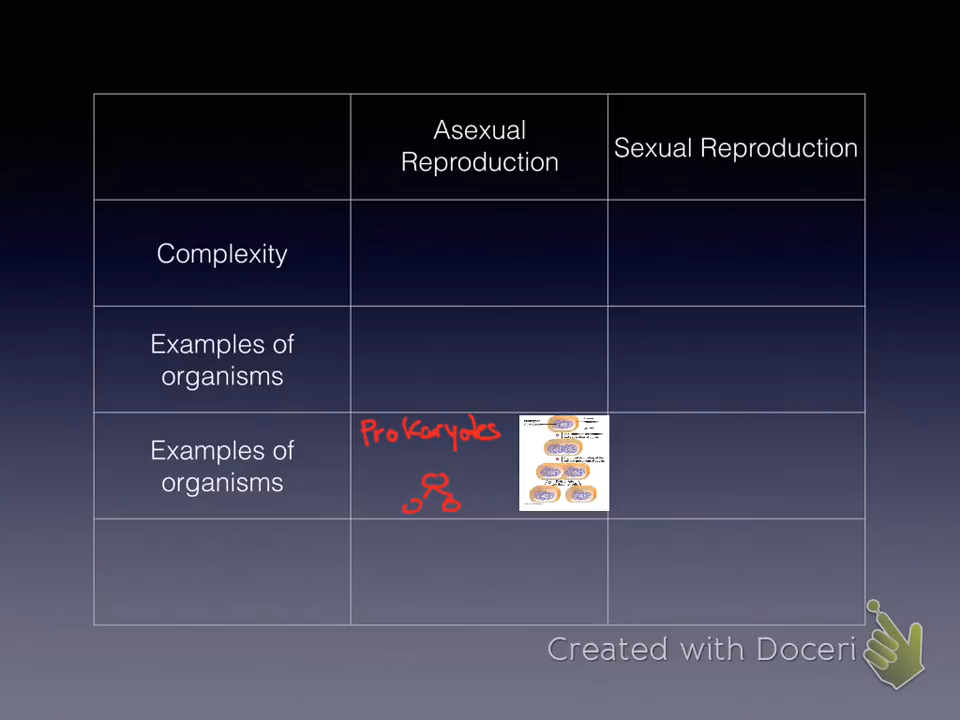 Asexual
Reproduction
Sexual Reproduction
Complexity
Examples of
organisms
Examples of
organisms
Prokaryotes
Created with Doceri